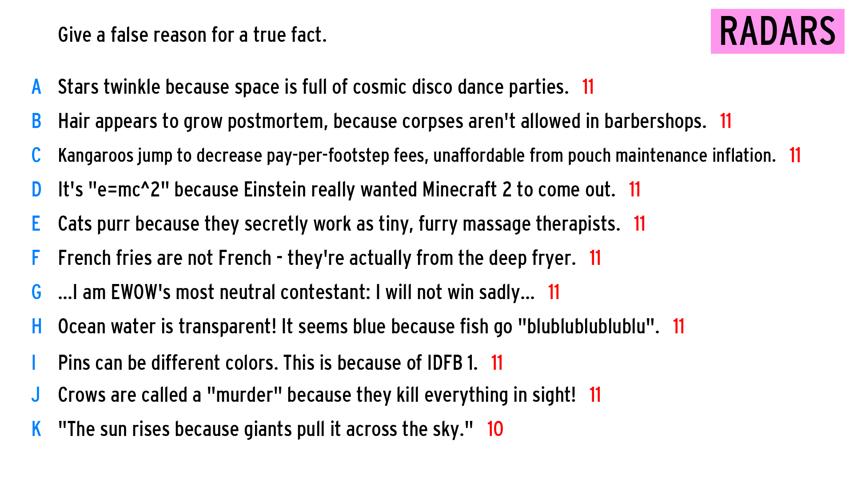 Give a false reason for a true fact.
RADARS
A Stars twinkle because space is full of cosmic disco dance parties. 11
B Hair appears to grow postmortem, because corpses aren't allowed in barbershops. 11
C Kangaroos jump to decrease pay-per-footstep fees, unaffordable from pouch maintenance inflation. 11
D It's "e=mc^2" because Einstein really wanted Minecraft 2 to come out. 11
E Cats purr because they secretly work as tiny, furry massage therapists. 11
F French fries are not French - they're actually from the deep fryer. 11
G ...I am EWOW's most neutral contestant: I will not win sadly... 11
H Ocean water is transparent! It seems blue because fish go "blublublublublu". 11
I Pins can be different colors. This is because of IDFB 1. 11
J Crows are called a "murder" because they kill everything in sight! 11
K "The sun rises because giants pull it across the sky." 10